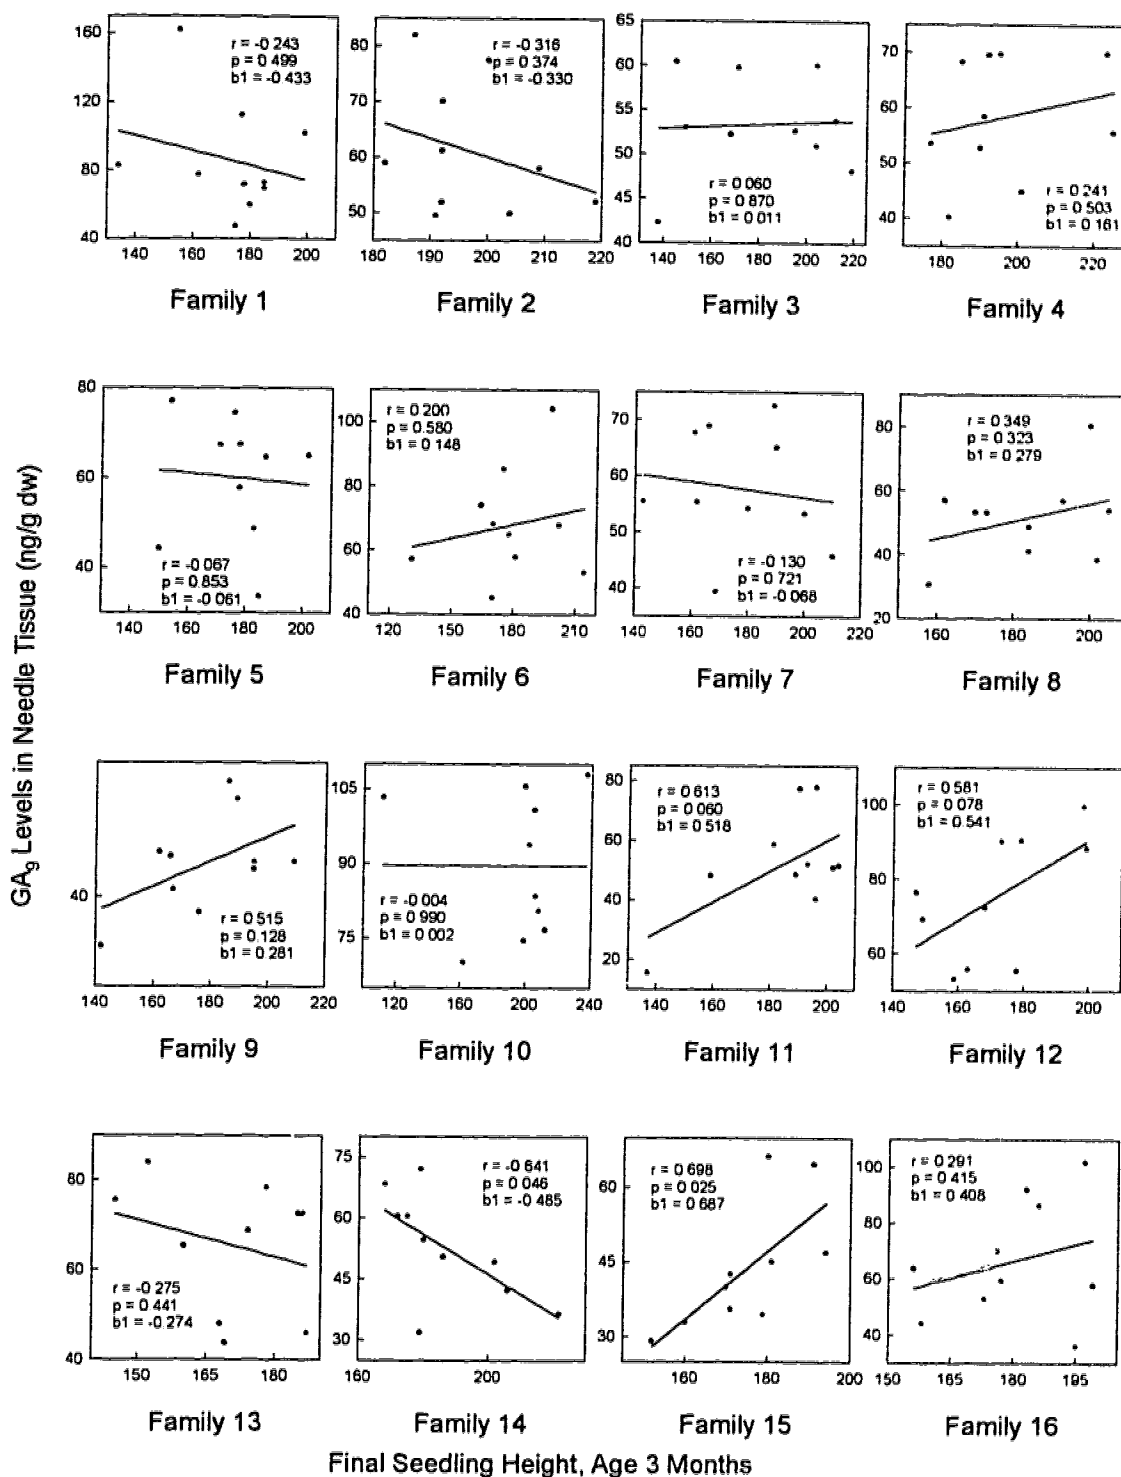 GA9 Levels in Needle Tissue (ng/g dw)
160
120
80
40
r = -0 243
p = 0 499
b1 = -0 433
140 160 180 200
Family 1
80
70
60
50
r = -0 316
p = 0 374
b1 = -0 330
180 190 200 210 220
Family 2
65
60
55
50
45
40
r = 0 060
p = 0 870
b1 = 0 011
140 160 180 200 220
Family 3
70
60
50
40
r = 0 241
p = 0 503
b1 = 0 161
180 200 220
Family 4
80
60
40
r = -0 067
p = 0 853
b1 = -0 061
140 160 180 200
Family 5
100
80
60
40
r = 0 200
p = 0 580
b1 = 0 148
120 150 180 210
Family 6
70
60
50
40
r = -0 130
p = 0 721
b1 = -0 068
140 160 180 200 220
Family 7
80
60
40
20
r = 0 349
p = 0 323
b1 = 0 279
160 180 200
Family 8
40
r = 0 515
p = 0 128
b1 = 0 281
140 160 180 200 220
Family 9
105
90
75
r = -0 004
p = 0 990
b1 = 0 002
120 160 200 240
Family 10
80
60
40
20
r = 0 613
p = 0 060
b1 = 0 518
140 160 180 200
Family 11
100
80
60
r = 0 581
p = 0 078
b1 = 0 541
140 160 180 200
Family 12
80
60
40
r = -0 275
p = 0 441
b1 = -0 274
150 165 180
Family 13
75
60
45
30
r = -0 641
p = 0 046
b1 = -0 485
160 200
Family 14
60
45
30
r = 0 698
p = 0 025
b1 = 0 687
160 180 200
Family 15
100
80
60
40
r = 0 291
p = 0 415
b1 = 0 408
150 165 180 195
Family 16
Final Seedling Height, Age 3 Months